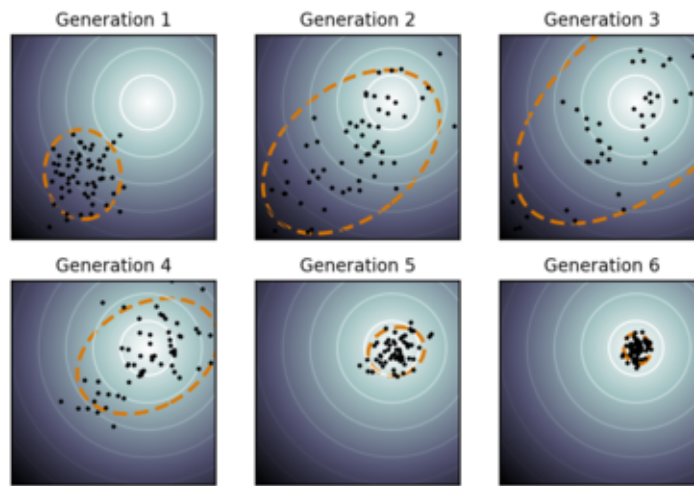 Generation 1
Generation 2
Generation 3
Generation 4
Generation 5
Generation 6